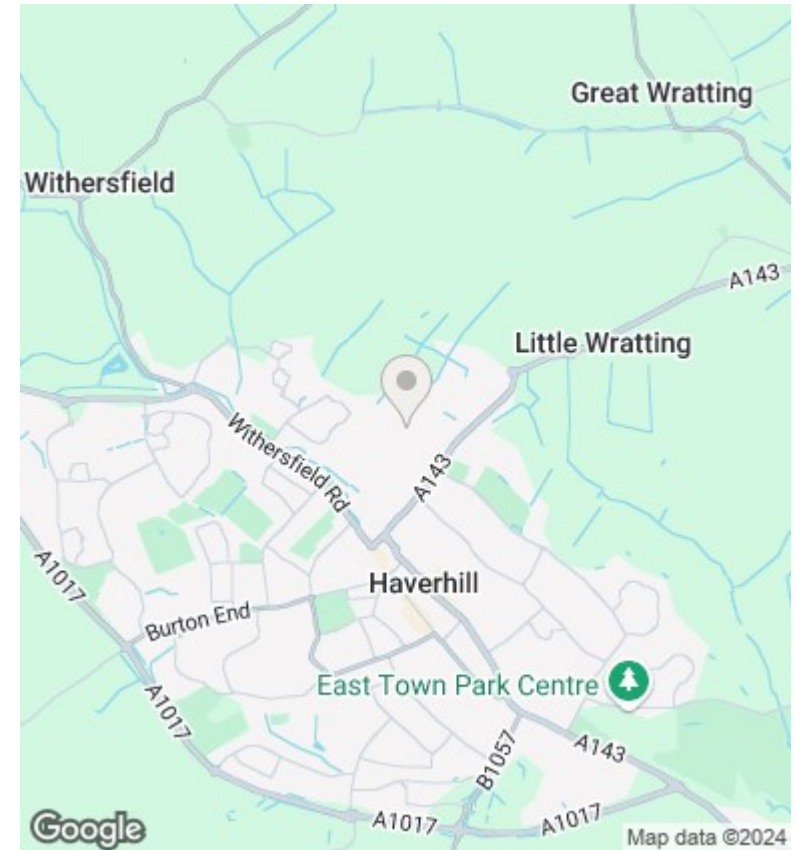 Great Wratting
Withersfield
A143
Little Wratting
Withersfield Rd
A143
A1017
Haverhill
Burton End
East Town Park Centre
A1017
A143
B1057
A1017
A1017
Google
Map data ©2024